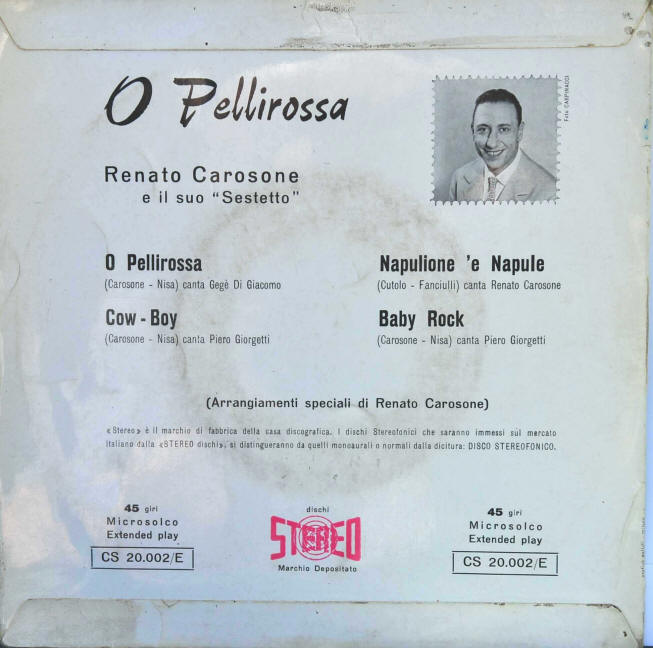 O Pellirossa
Foto CARPINACCI
Renato Carosone
e il suo "Sestetto"
O Pellirossa
(Carosone - Nisa) canta Gegè Di Giacomo
Cow - Boy
(Carosone - Nisa) canta Piero Giorgetti
Napulione 'e Napule
(Cutolo - Fanciulli) canta Renato Carosone
Baby Rock
(Carosone - Nisa) canta Piero Giorgetti
(Arrangiamenti speciali di Renato Carosone)
«Stereo» è il marchio di fabbrica della casa discografica. I dischi Stereofonici che saranno immessi sul mercato
italiano dalla «STEREO dischi», si distingueranno da quelli monoaurali o normali dalla dicitura: DISCO STEREOFONICO.
45 giri
Microsolco
Extended play
CS 20.002/E
dischi
STEREO
Marchio Depositato
45 giri
Microsolco
Extended play
CS 20.002/E